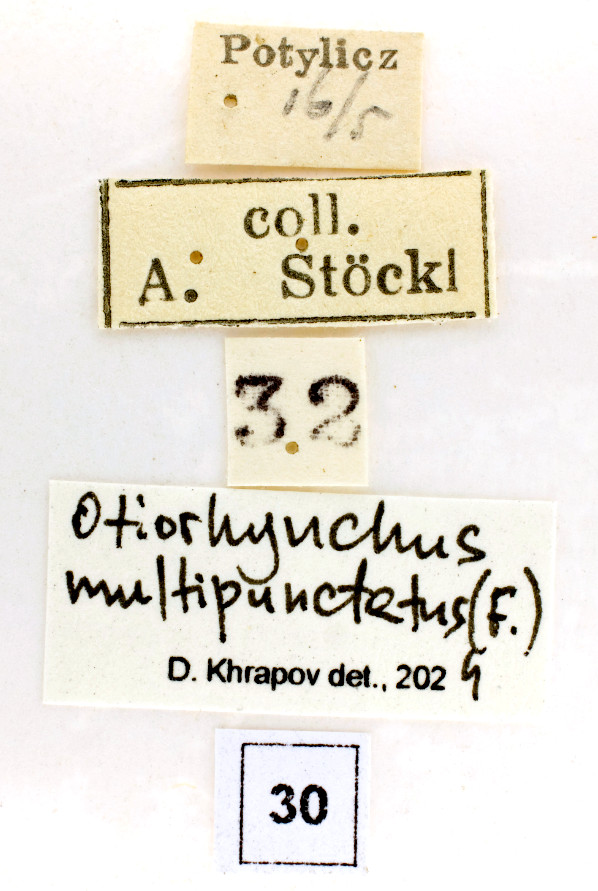 Potylicz
16/5
coll.
A. Stöckl
32
Otiorhynchus
multipunctatus (F.)
D. Khrapov det., 2024
30